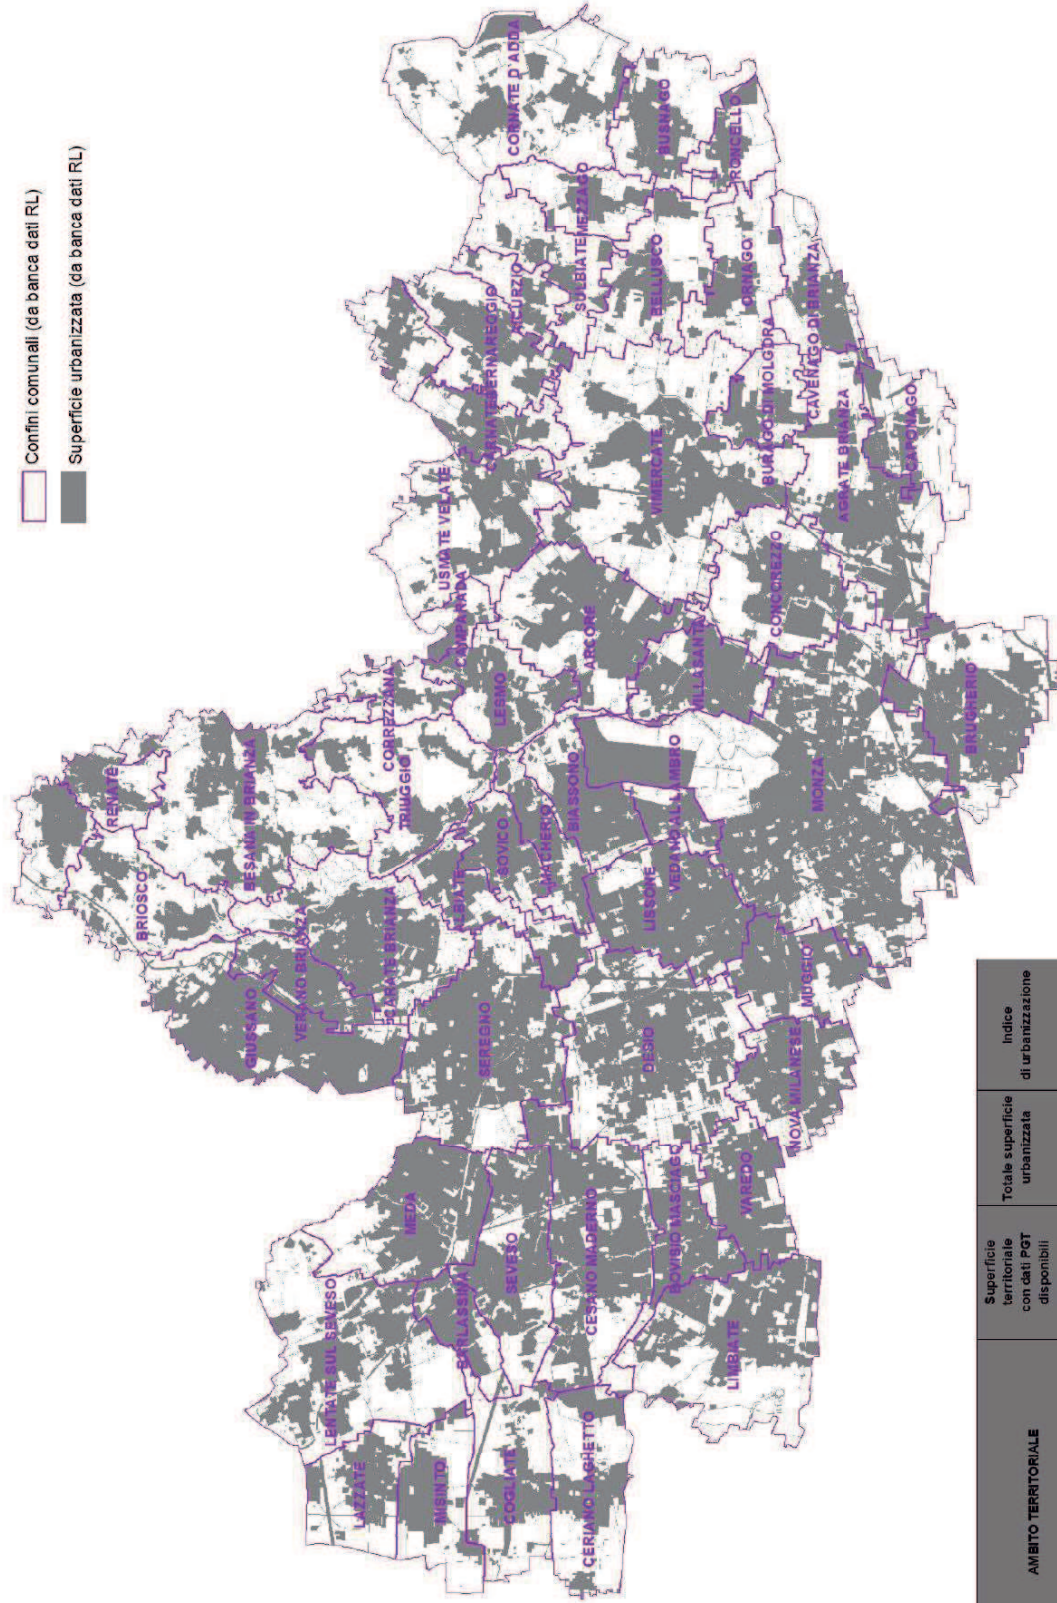 Confini comunali (da banca dati RL)
Superficie urbanizzata (da banca dati RL)
LAZZATE
LENTATE SUL SEVESO
MISINTO
COGLIATE
CERIANO LAGHETTO
BARLASSINA
MEDA
SEVESO
CESANO MADERNO
BOVISIO MASCIAGO
LIMBIATE
VAREDO
NOVA MILANESE
DESIO
SEREGNO
MUGGIO'
GIUSSANO
VERANO BRIANZA
CARATE BRIANZA
BRIOSCO
RENATE
BESANA IN BRIANZA
ALBIATE
TRIUGGIO
CORREZZANA
SOVICO
MACHERIO
BIASSONO
LISSONE
VEDANO AL LAMBRO
MONZA
BRUGHERIO
LESMO
CAMPARADA
USMATE VELATE
ARCORE
VILLASANTA
CONCOREZZO
CARNATE
BERNAREGGIO
AICURZIO
VIMERCATE
BURAGO DI MOLGORA
AGRATE BRIANZA
CAPONAGO
CAVENAGO DI BRIANZA
ORNAGO
BELLUSCO
SULBIATE
MEZZAGO
CORNATE D'ADDA
BUSNAGO
RONCELLO
AMBITO TERRITORIALE
Superficie
territoriale
con dati PGT
disponibili
Totale superficie
urbanizzata
Indice
di urbanizzazione